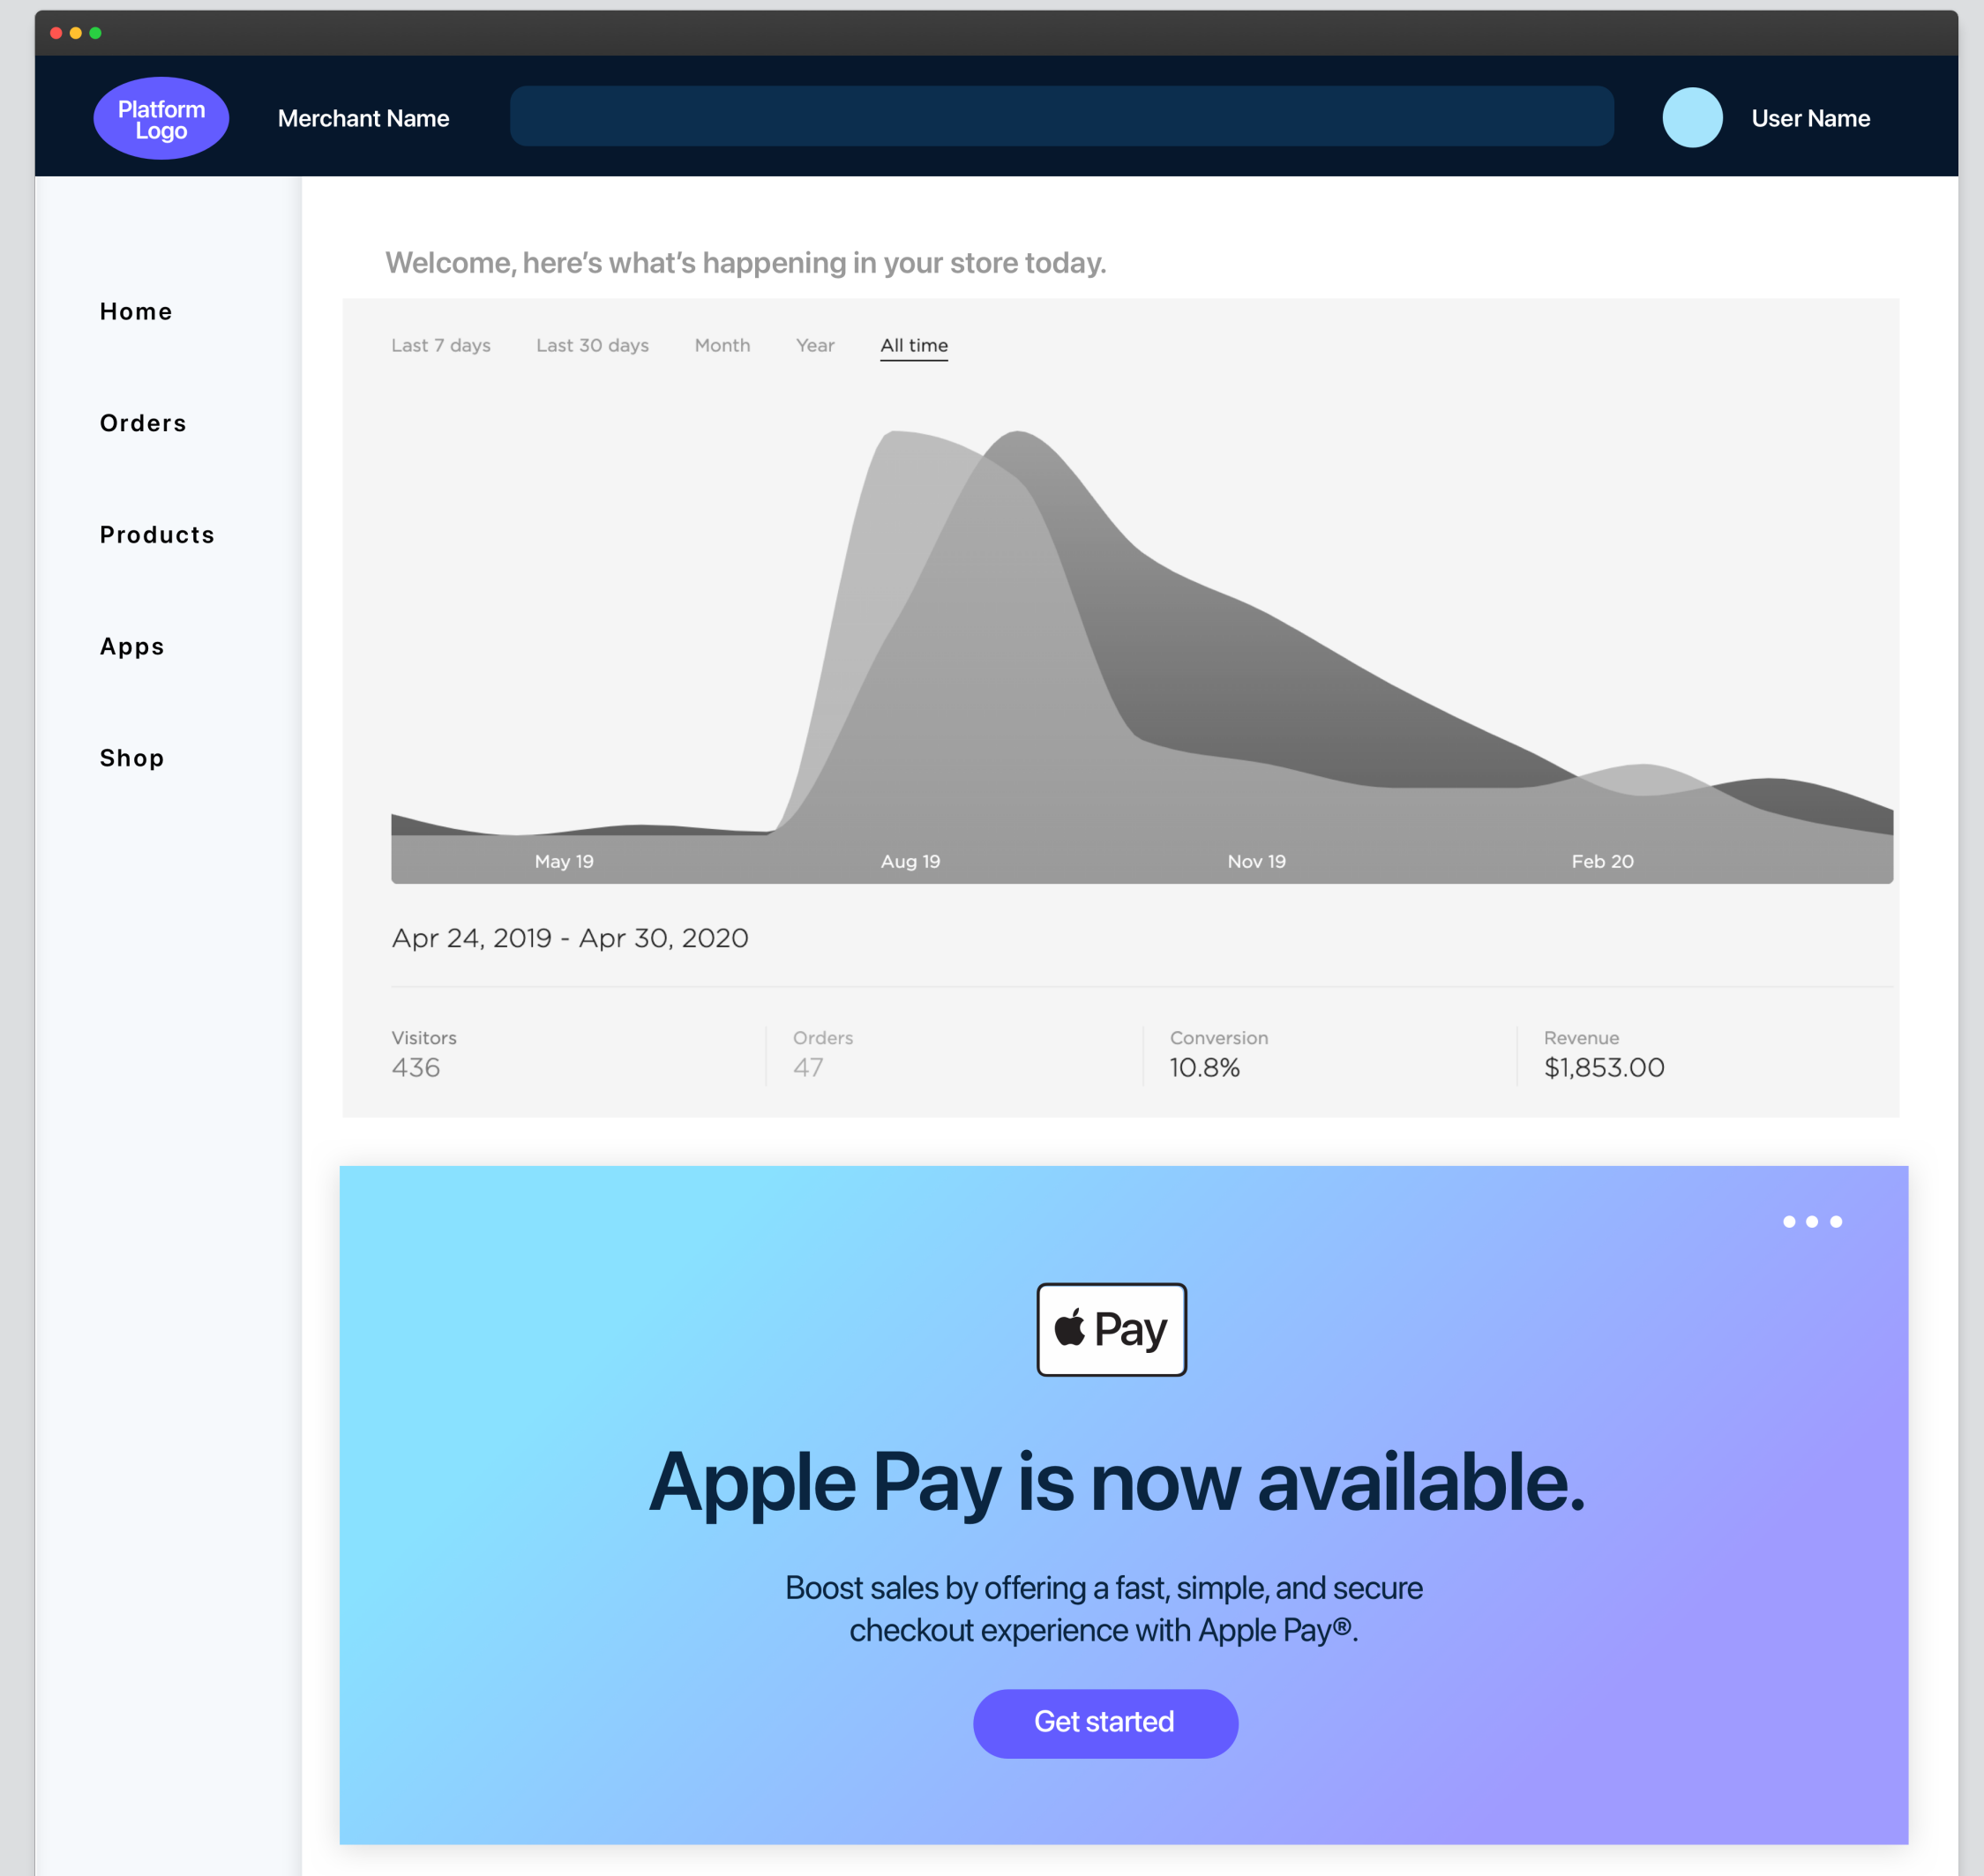 Platform
Logo
Merchant Name
User Name
Home
Orders
Products
Apps
Shop
Welcome, here’s what’s happening in your store today.
Last 7 days Last 30 days Month Year All time
May 19 Aug 19 Nov 19 Feb 20
Apr 24, 2019 - Apr 30, 2020
Visitors Orders Conversion Revenue
436 47 10.8% $1,853.00
Pay
Apple Pay is now available.
Boost sales by offering a fast, simple, and secure
checkout experience with Apple Pay®.
Get started